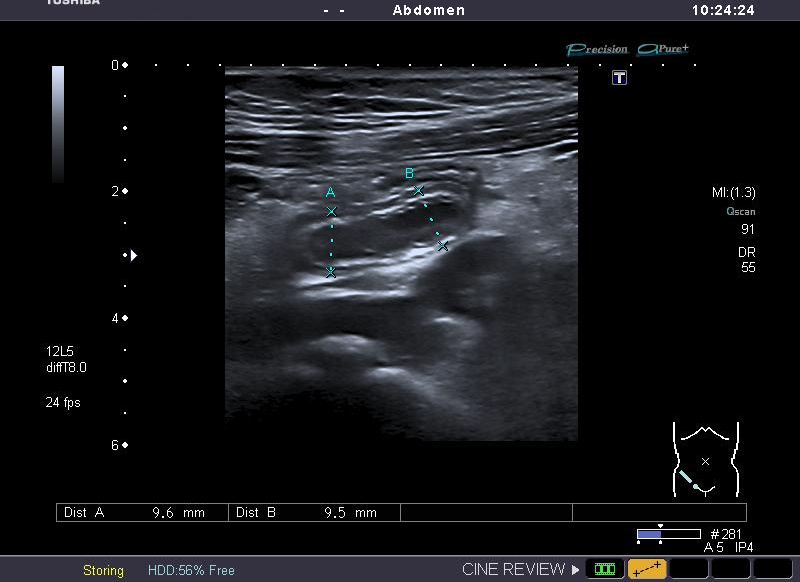 TOSHIBA
- - Abdomen 10:24:24
Precision APure+
T
0
2
4
6
A
B
MI:(1.3)
Qscan
91
DR
55
12L5
diffT8.0
24 fps
Dist A 9.6 mm Dist B 9.5 mm
#281
A 5 IP4
Storing HDD:56% Free CINE REVIEW